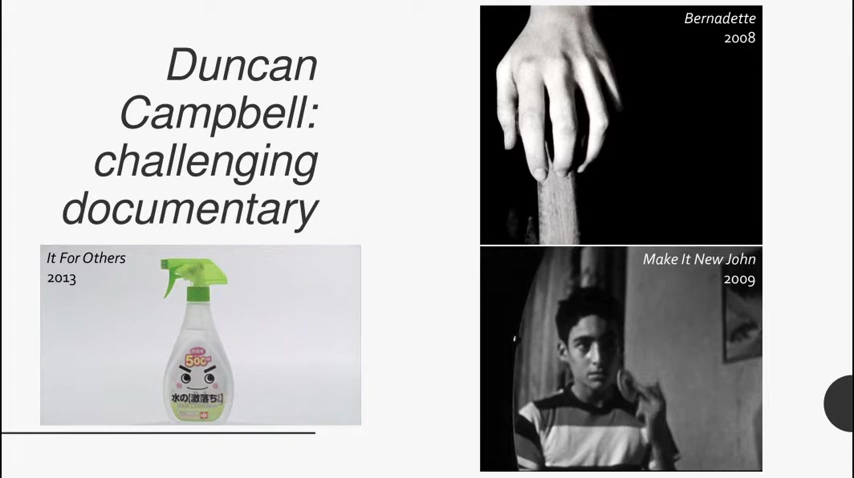 Duncan
Campbell:
challenging
documentary
It For Others
2013
500
水の[激落ち]
Bernadette
2008
Make It New John
2009